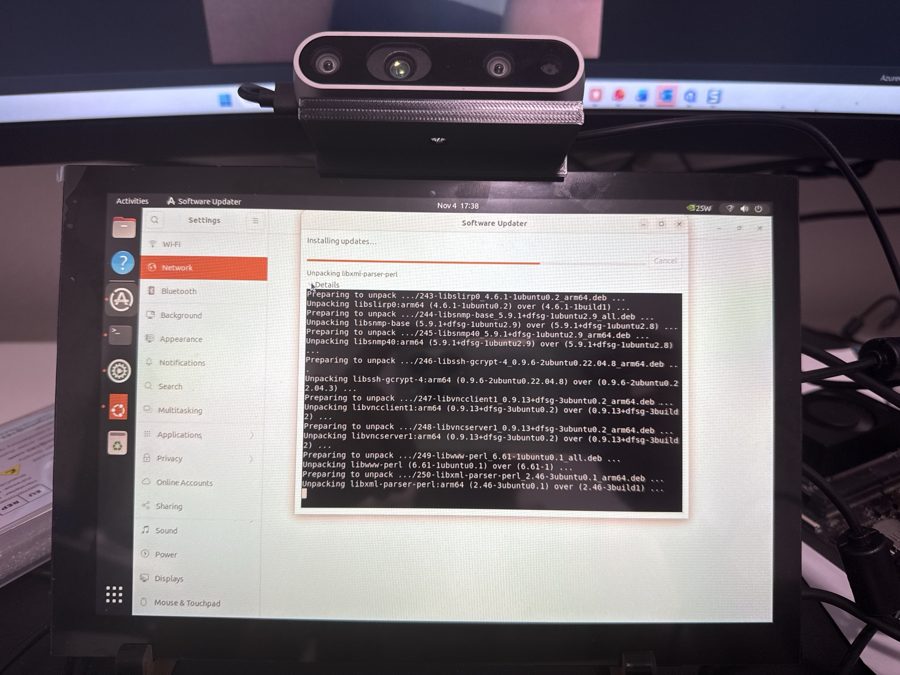 Azure
Activities
Software Updater
Nov 4 17:38
25W
Settings
Wi-Fi
Network
Bluetooth
Background
Appearance
Notifications
Search
Multitasking
Applications
Privacy
Online Accounts
Sharing
Sound
Power
Displays
Mouse & Touchpad
Software Updater
Installing updates...
Cancel
Unpacking libxml-parser-perl
Details
Preparing to unpack .../243-libslirp0_4.6.1-1ubuntu0.2_arm64.deb ...
Unpacking libslirp0:arm64 (4.6.1-1ubuntu0.2) over (4.6.1-1build1) ...
Preparing to unpack .../244-libsnmp-base_5.9.1+dfsg-1ubuntu2.9_all.deb ...
Unpacking libsnmp-base (5.9.1+dfsg-1ubuntu2.9) over (5.9.1+dfsg-1ubuntu2.8) ...
Preparing to unpack .../245-libsnmp40_5.9.1+dfsg-1ubuntu2.9_arm64.deb ...
Unpacking libsnmp40:arm64 (5.9.1+dfsg-1ubuntu2.9) over (5.9.1+dfsg-1ubuntu2.8)
...
Preparing to unpack .../246-libssh-gcrypt-4_0.9.6-2ubuntu0.22.04.8_arm64.deb ..
.
Unpacking libssh-gcrypt-4:arm64 (0.9.6-2ubuntu0.22.04.8) over (0.9.6-2ubuntu0.2
2.04.3) ...
Preparing to unpack .../247-libvncclient1_0.9.13+dfsg-3ubuntu0.2_arm64.deb ...
Unpacking libvncclient1:arm64 (0.9.13+dfsg-3ubuntu0.2) over (0.9.13+dfsg-3build
2) ...
Preparing to unpack .../248-libvncserver1_0.9.13+dfsg-3ubuntu0.2_arm64.deb ...
Unpacking libvncserver1:arm64 (0.9.13+dfsg-3ubuntu0.2) over (0.9.13+dfsg-3build
2) ...
Preparing to unpack .../249-libwww-perl_6.61-1ubuntu0.1_all.deb ...
Unpacking libwww-perl (6.61-1ubuntu0.1) over (6.61-1) ...
Preparing to unpack .../250-libxml-parser-perl_2.46-3ubuntu0.1_arm64.deb ...
Unpacking libxml-parser-perl:arm64 (2.46-3ubuntu0.1) over (2.46-3build1) ...
EU REP